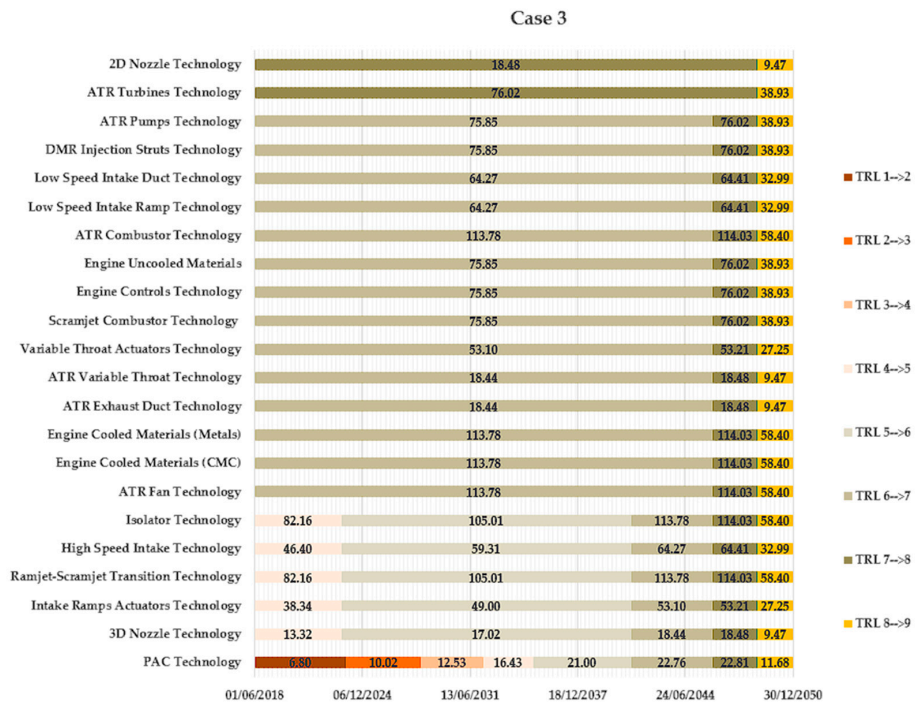 Case 3
2D Nozzle Technology 18.48 9.47
ATR Turbines Technology 76.02 38.93
ATR Pumps Technology 75.85 76.02 38.93
DMR Injection Struts Technology 75.85 76.02 38.93
Low Speed Intake Duct Technology 64.27 64.41 32.99
Low Speed Intake Ramp Technology 64.27 64.41 32.99
ATR Combustor Technology 113.78 114.03 58.40
Engine Uncooled Materials 75.85 76.02 38.93
Engine Controls Technology 75.85 76.02 38.93
Scramjet Combustor Technology 75.85 76.02 38.93
Variable Throat Actuators Technology 53.10 53.21 27.25
ATR Variable Throat Technology 18.44 18.48 9.47
ATR Exhaust Duct Technology 18.44 18.48 9.47
Engine Cooled Materials (Metals) 113.78 114.03 58.40
Engine Cooled Materials (CMC) 113.78 114.03 58.40
ATR Fan Technology 113.78 114.03 58.40
Isolator Technology 82.16 105.01 113.78 114.03 58.40
High Speed Intake Technology 46.40 59.31 64.27 64.41 32.99
Ramjet-Scramjet Transition Technology 82.16 105.01 113.78 114.03 58.40
Intake Ramps Actuators Technology 38.34 49.00 53.10 53.21 27.25
3D Nozzle Technology 13.32 17.02 18.44 18.48 9.47
PAC Technology 6.80 10.02 12.53 16.43 21.00 22.76 22.81 11.68
01/06/2018 06/12/2024 13/06/2031 18/12/2037 24/06/2044 30/12/2050
TRL 1-->2
TRL 2-->3
TRL 3-->4
TRL 4-->5
TRL 5-->6
TRL 6-->7
TRL 7-->8
TRL 8-->9